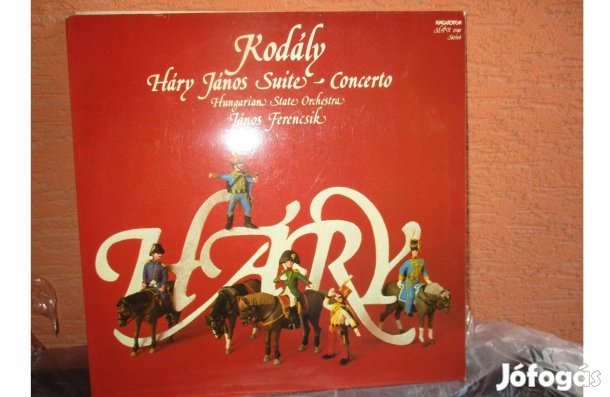 HUNGAROTON
Kodály
Háry János Suite - Concerto
Hungarian State Orchestra
János Ferencsik
HÁRY
Jófogás